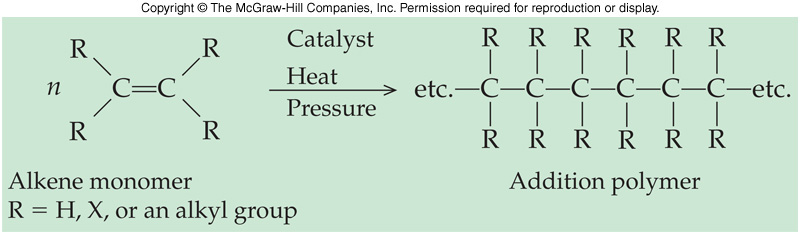 Copyright © The McGraw-Hill Companies, Inc. Permission required for reproduction or display.
R R Catalyst R R R R R R
n C=C Heat etc.—C—C—C—C—C—C—etc.
R R Pressure R R R R R R
Alkene monomer Addition polymer
R = H, X, or an alkyl group